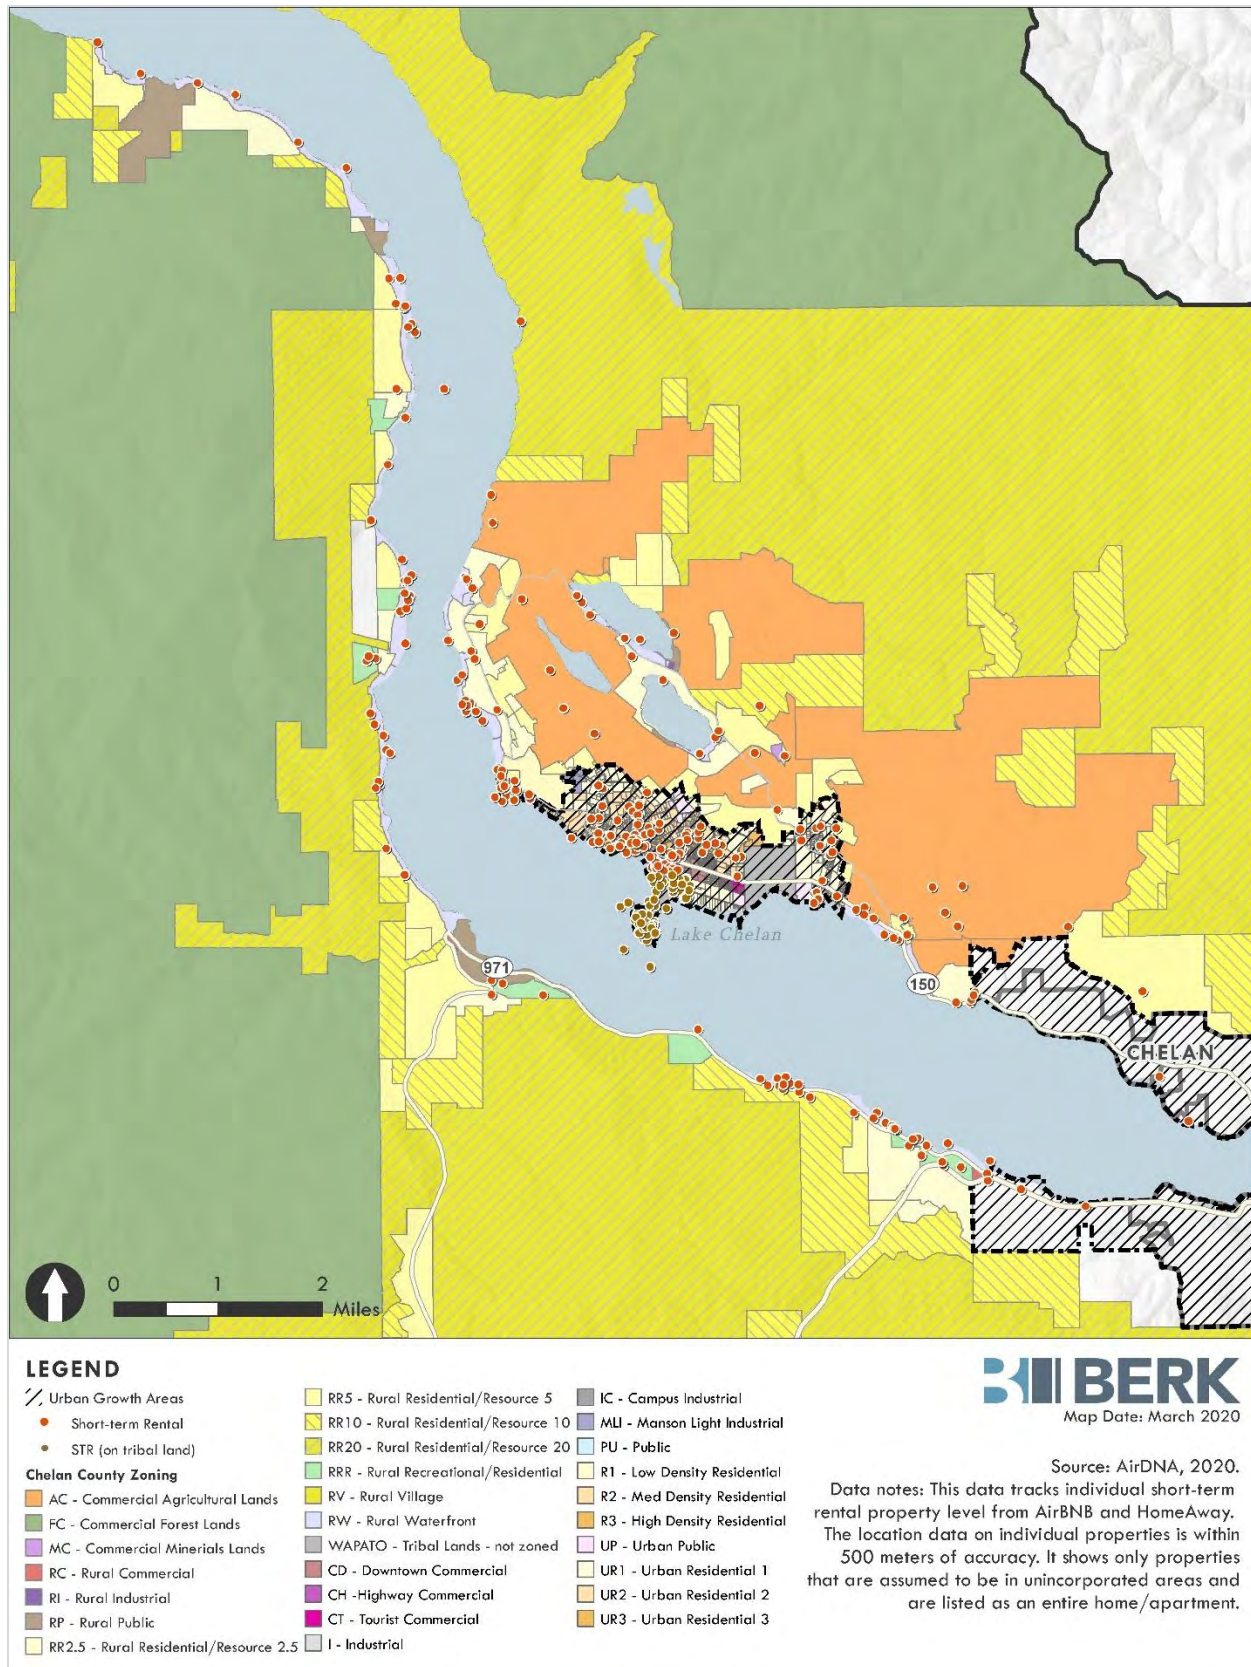 Lake Chelan
971
150
CHELAN
0 1 2
Miles
LEGEND
Urban Growth Areas
Short-term Rental
STR (on tribal land)
Chelan County Zoning
AC - Commercial Agricultural Lands
FC - Commercial Forest Lands
MC - Commercial Minerals Lands
RC - Rural Commercial
RI - Rural Industrial
RP - Rural Public
RR2.5 - Rural Residential/Resource 2.5
RR5 - Rural Residential/Resource 5
RR10 - Rural Residential/Resource 10
RR20 - Rural Residential/Resource 20
RRR - Rural Recreational/Residential
RV - Rural Village
RW - Rural Waterfront
WAPATO - Tribal Lands - not zoned
CD - Downtown Commercial
CH -Highway Commercial
CT - Tourist Commercial
I - Industrial
IC - Campus Industrial
MLI - Manson Light Industrial
PU - Public
R1 - Low Density Residential
R2 - Med Density Residential
R3 - High Density Residential
UP - Urban Public
UR1 - Urban Residential 1
UR2 - Urban Residential 2
UR3 - Urban Residential 3
BERK
Map Date: March 2020
Source: AirDNA, 2020.
Data notes: This data tracks individual short-term
rental property level from AirBNB and HomeAway.
The location data on individual properties is within
500 meters of accuracy. It shows only properties
that are assumed to be in unincorporated areas and
are listed as an entire home/apartment.